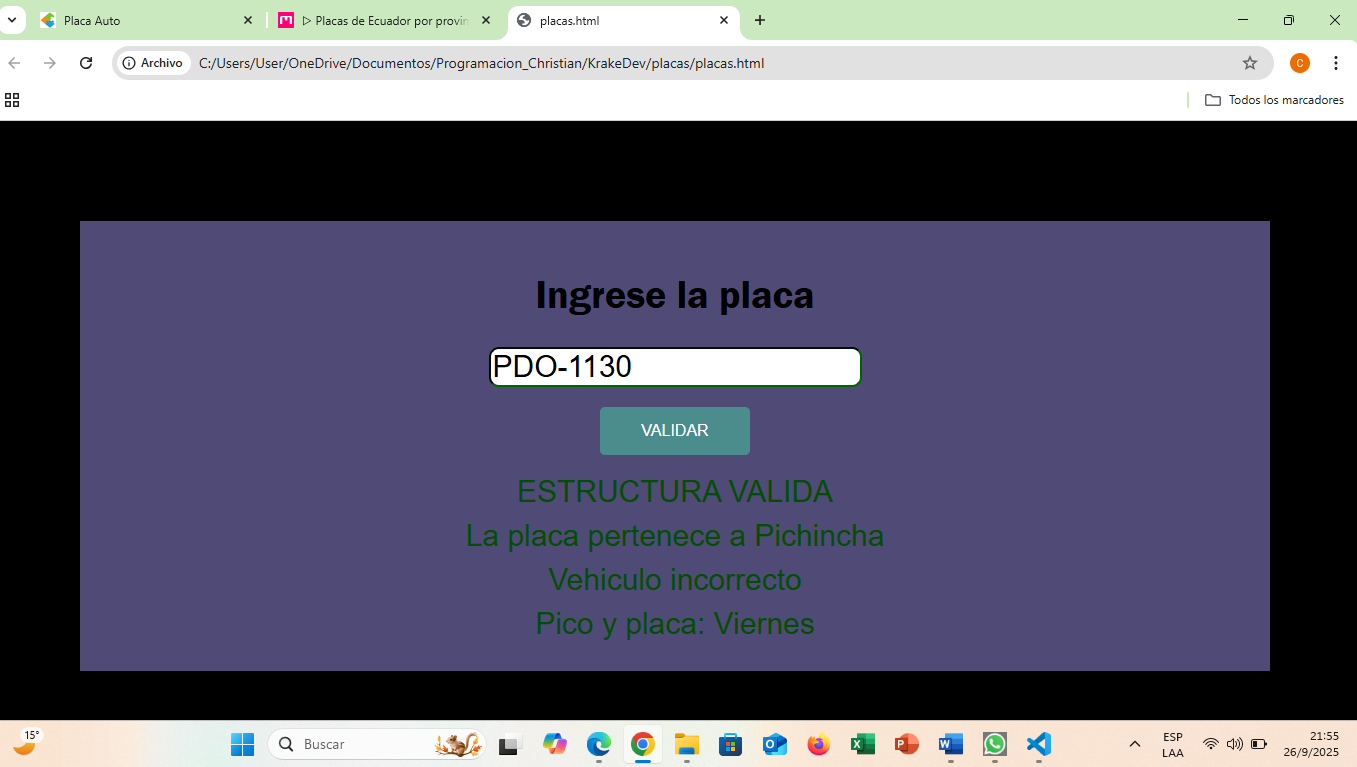 Placa Auto
▷ Placas de Ecuador por provin
placas.html
Archivo
C:/Users/User/OneDrive/Documentos/Programacion_Christian/KrakeDev/placas/placas.html
C
Todos los marcadores
Ingrese la placa
PDO-1130
VALIDAR
ESTRUCTURA VALIDA
La placa pertenece a Pichincha
Vehiculo incorrecto
Pico y placa: Viernes
15°
Buscar
ESP
LAA
21:55
26/9/2025